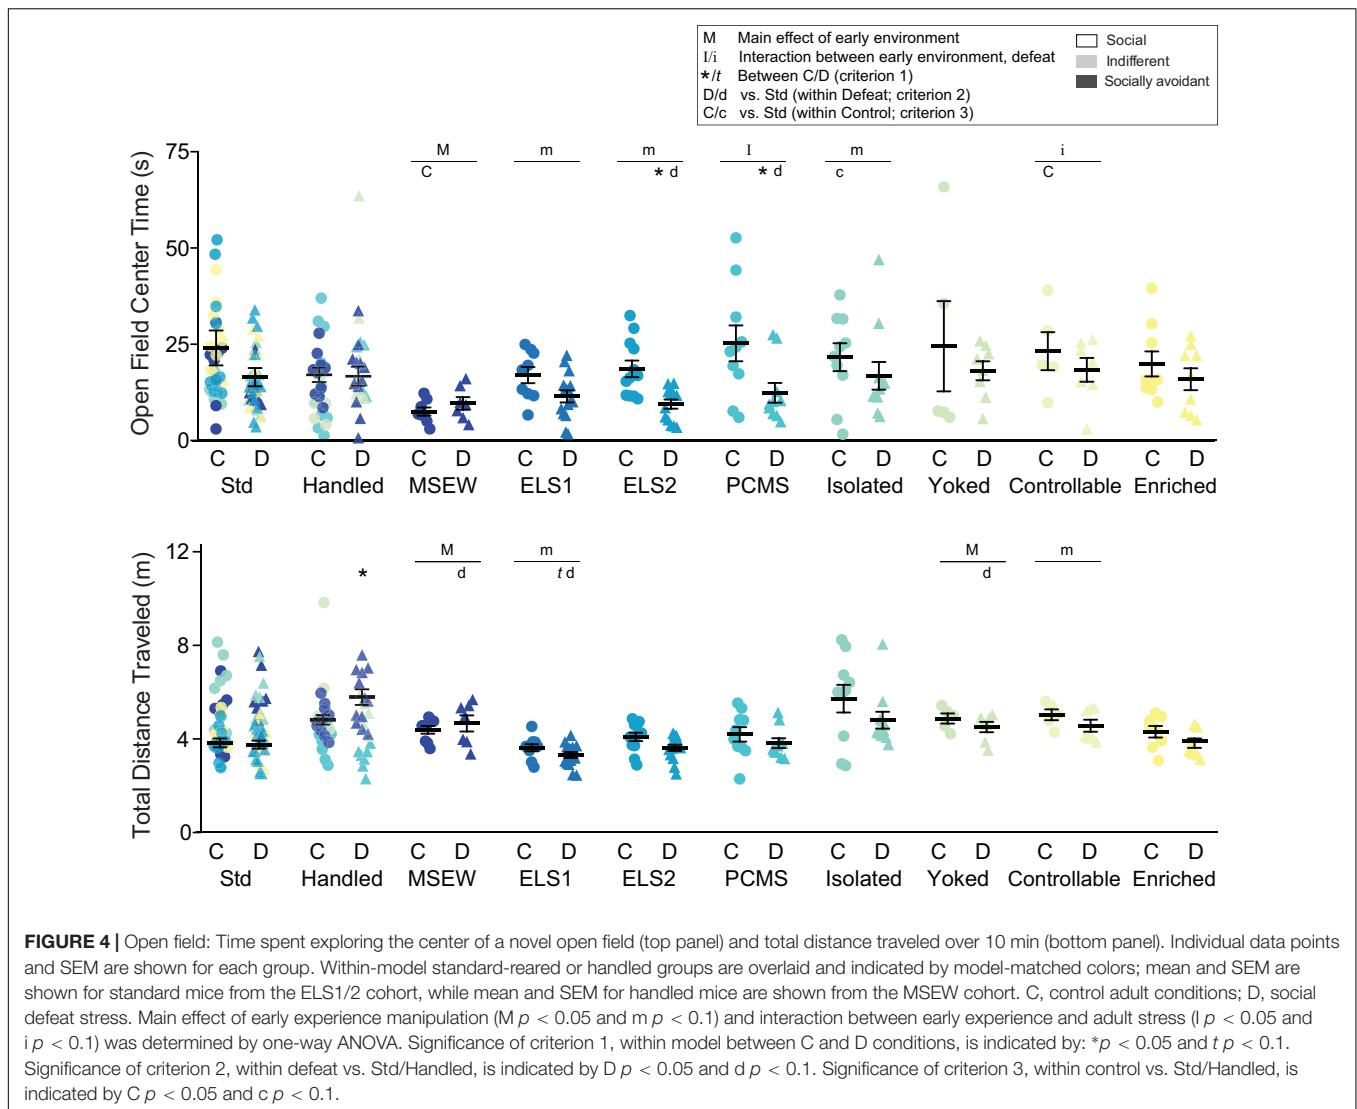 M Main effect of early environment
I/i Interaction between early environment, defeat
*/t Between C/D (criterion 1)
D/d vs. Std (within Defeat; criterion 2)
C/c vs. Std (within Control; criterion 3)
Social
Indifferent
Socially avoidant
Open Field Center Time (s)
75
50
25
0
M m m I m i
C * d * d c C
C D C D C D C D C D C D C D C D C D C D
Std Handled MSEW ELS1 ELS2 PCMS Isolated Yoked Controllable Enriched
Total Distance Traveled (m)
12
8
4
0
M m M m
* d t d d
C D C D C D C D C D C D C D C D C D C D
Std Handled MSEW ELS1 ELS2 PCMS Isolated Yoked Controllable Enriched
FIGURE 4 | Open field: Time spent exploring the center of a novel open field (top panel) and total distance traveled over 10 min (bottom panel). Individual data points
and SEM are shown for each group. Within-model standard-reared or handled groups are overlaid and indicated by model-matched colors; mean and SEM are
shown for standard mice from the ELS1/2 cohort, while mean and SEM for handled mice are shown from the MSEW cohort. C, control adult conditions; D, social
defeat stress. Main effect of early experience manipulation (M p < 0.05 and m p < 0.1) and interaction between early experience and adult stress (I p < 0.05 and
i p < 0.1) was determined by one-way ANOVA. Significance of criterion 1, within model between C and D conditions, is indicated by: *p < 0.05 and t p < 0.1.
Significance of criterion 2, within defeat vs. Std/Handled, is indicated by D p < 0.05 and d p < 0.1. Significance of criterion 3, within control vs. Std/Handled, is
indicated by C p < 0.05 and c p < 0.1.